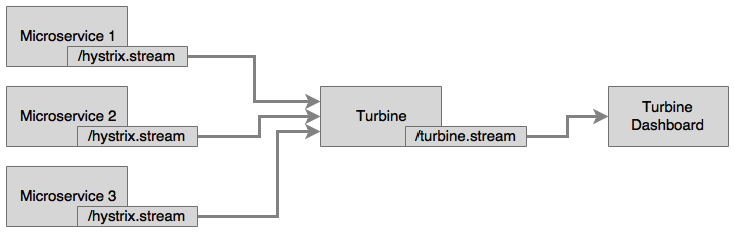 Microservice 1
/hystrix.stream
Microservice 2
/hystrix.stream
Microservice 3
/hystrix.stream
Turbine
/turbine.stream
Turbine
Dashboard